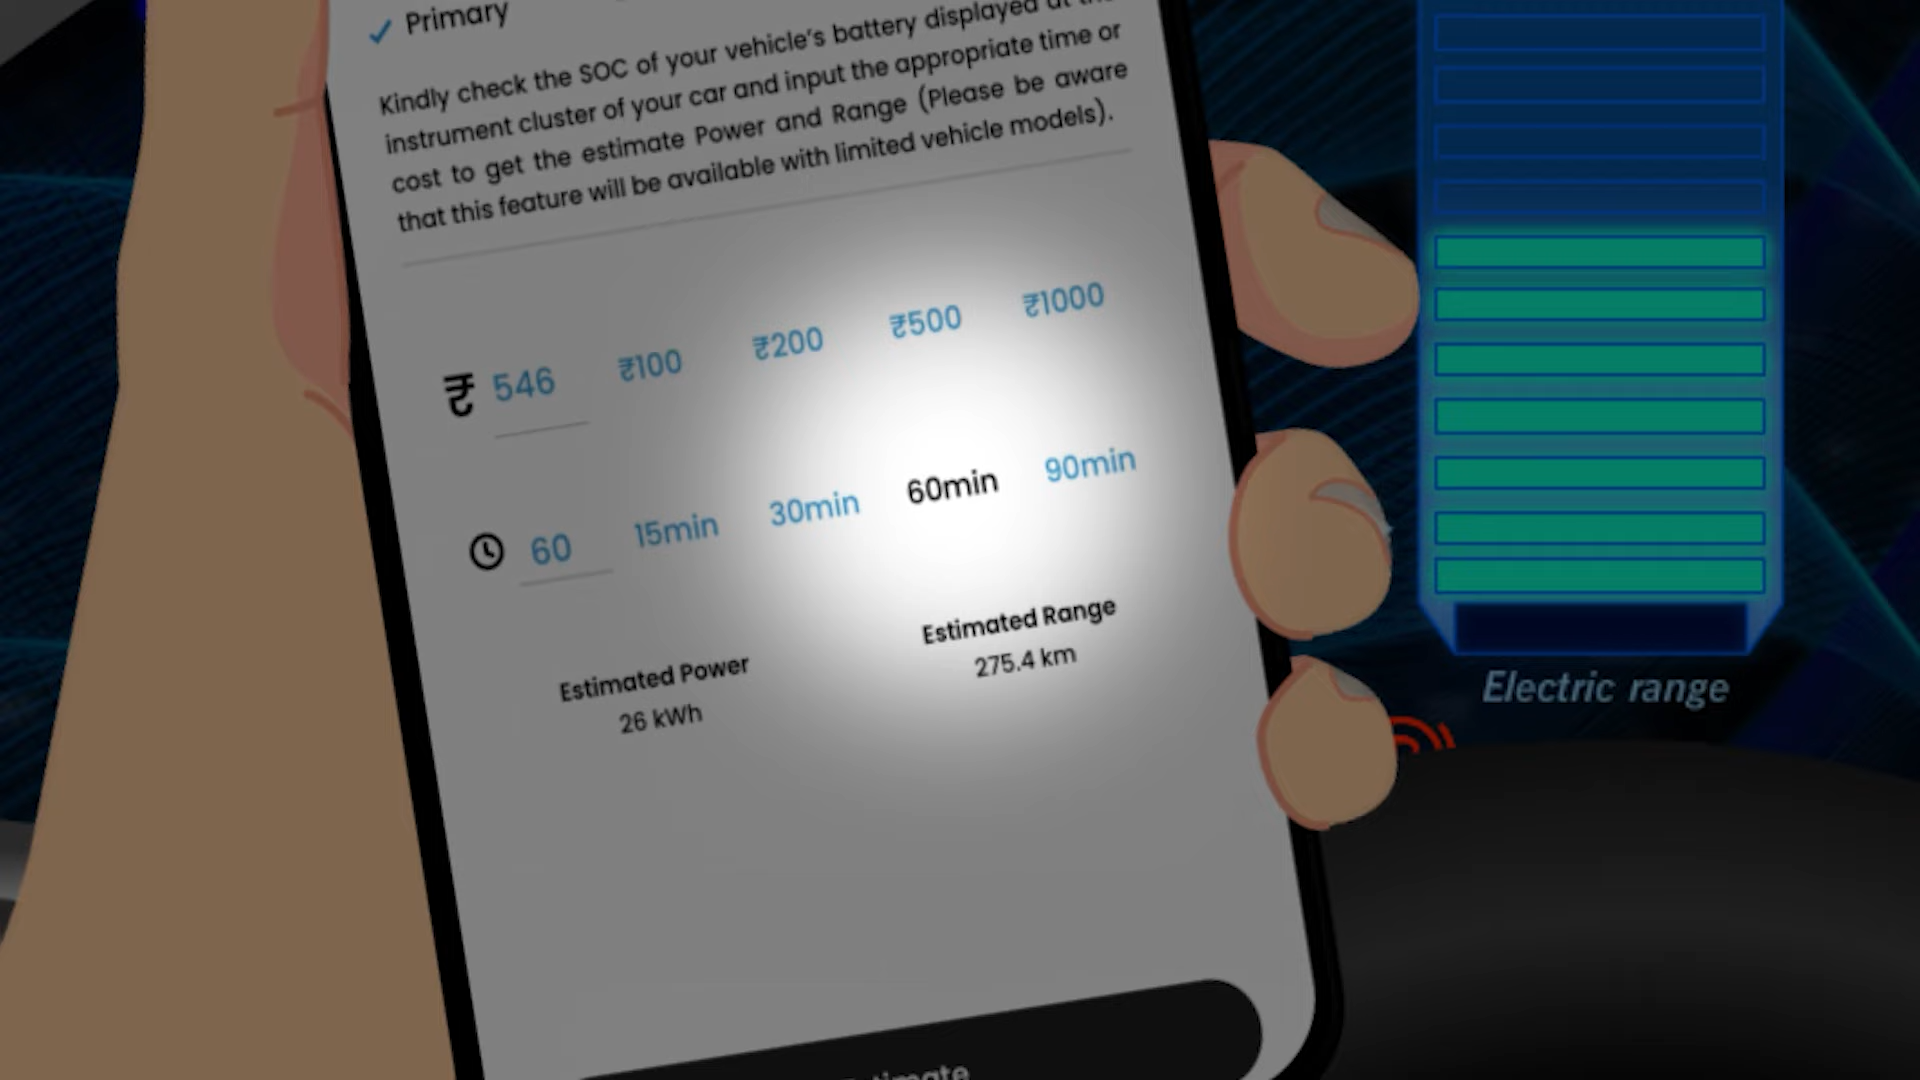 Primary
Kindly check the SOC of your vehicle's battery displayed at the
instrument cluster of your car and input the appropriate time or
cost to get the estimate Power and Range (Please be aware
that this feature will be available with limited vehicle models).
₹ 546 ₹100 ₹200 ₹500 ₹1000
60 15min 30min 60min 90min
Estimated Power Estimated Range
26 kWh 275.4 km
Estimate
Electric range